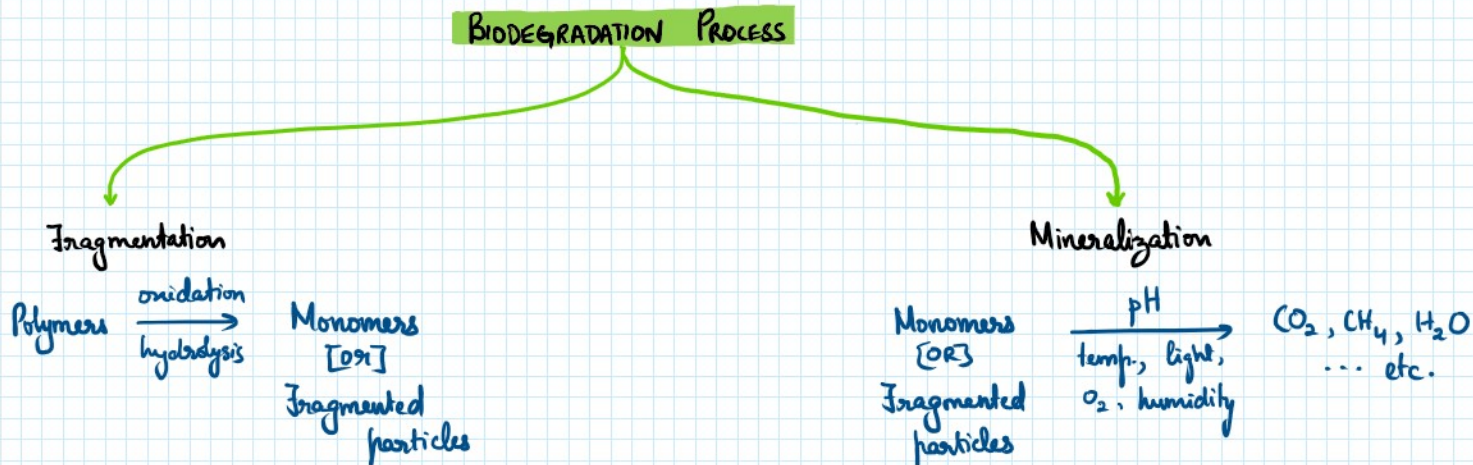 BIODEGRADATION PROCESS
Fragmentation
Polymers
oxidation
hydrolysis
Monomers
[OR]
Fragmented
particles
Mineralization
Monomers
[OR]
Fragmented
particles
pH
temp., light,
O₂, humidity
CO₂, CH₄, H₂O
... etc.